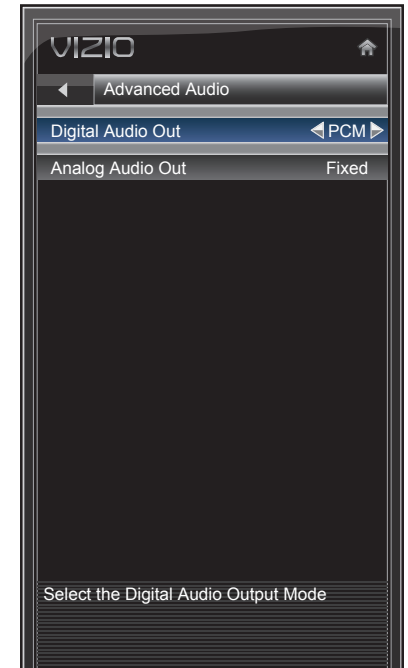 VIZIO
Advanced Audio
Digital Audio Out PCM
Analog Audio Out Fixed
Select the Digital Audio Output Mode